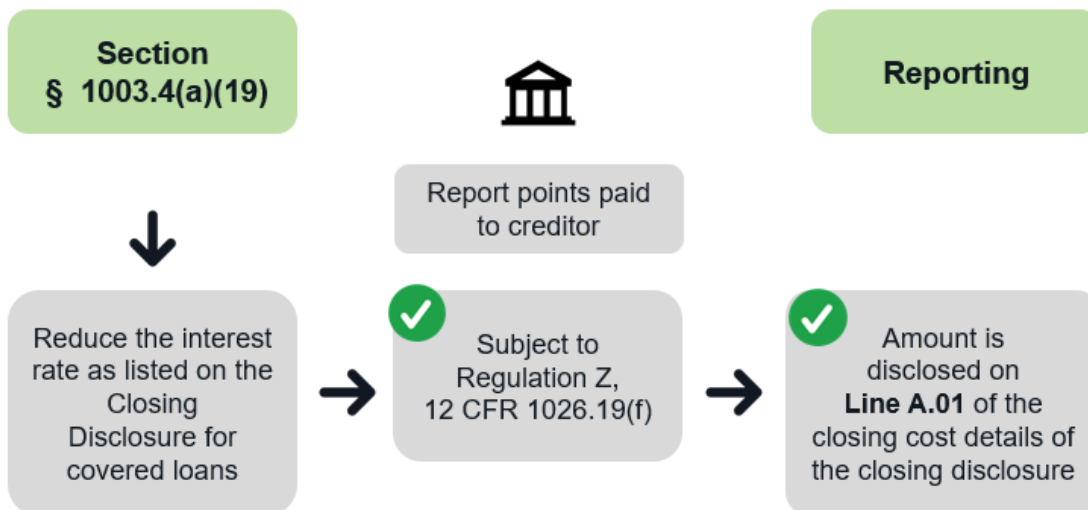 Section
§ 1003.4(a)(19)
Reporting
Report points paid
to creditor
Reduce the interest
rate as listed on the
Closing
Disclosure for
covered loans
Subject to
Regulation Z,
12 CFR 1026.19(f)
Amount is
disclosed on
Line A.01 of the
closing cost details of
the closing disclosure